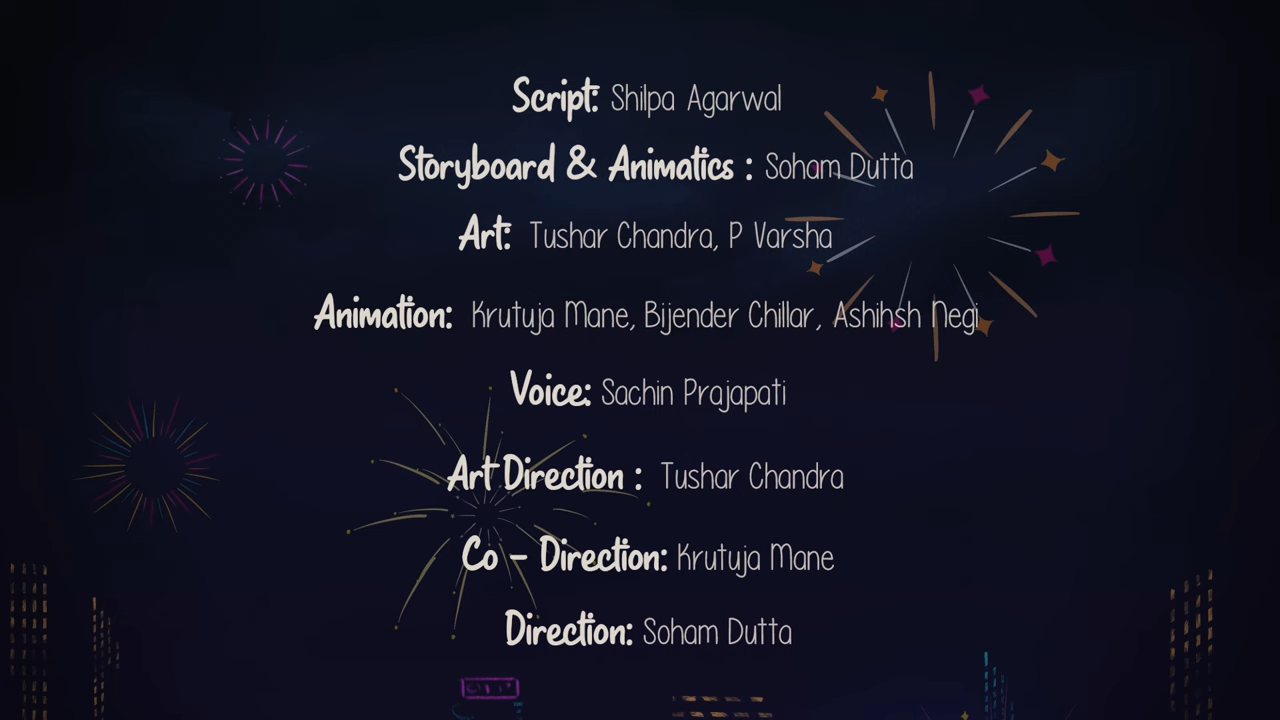 Script: Shilpa Agarwal
Storyboard & Animatics : Soham Dutta
Art: Tushar Chandra, P Varsha
Animation: Krutuja Mane, Bijender Chillar, Ashihsh Negi
Voice: Sachin Prajapati
Art Direction : Tushar Chandra
Co - Direction: Krutuja Mane
Direction: Soham Dutta